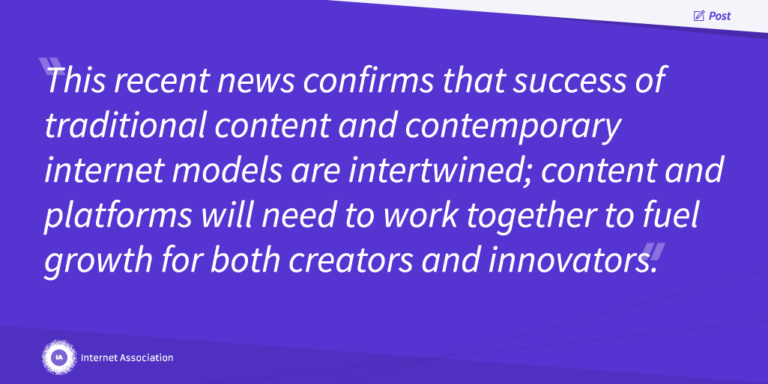 Post
"This recent news confirms that success of
traditional content and contemporary
internet models are intertwined; content and
platforms will need to work together to fuel
growth for both creators and innovators."
IA
Internet Association